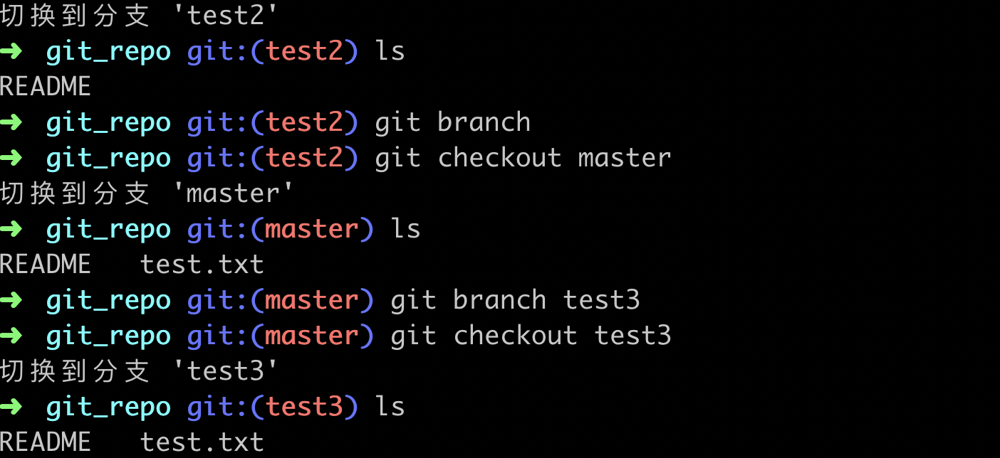 切换到分支 'test2'
➜  git_repo git:(test2) ls
README
➜  git_repo git:(test2) git branch
➜  git_repo git:(test2) git checkout master
切换到分支 'master'
➜  git_repo git:(master) ls
README   test.txt
➜  git_repo git:(master) git branch test3
➜  git_repo git:(master) git checkout test3
切换到分支 'test3'
➜  git_repo git:(test3) ls
README   test.txt